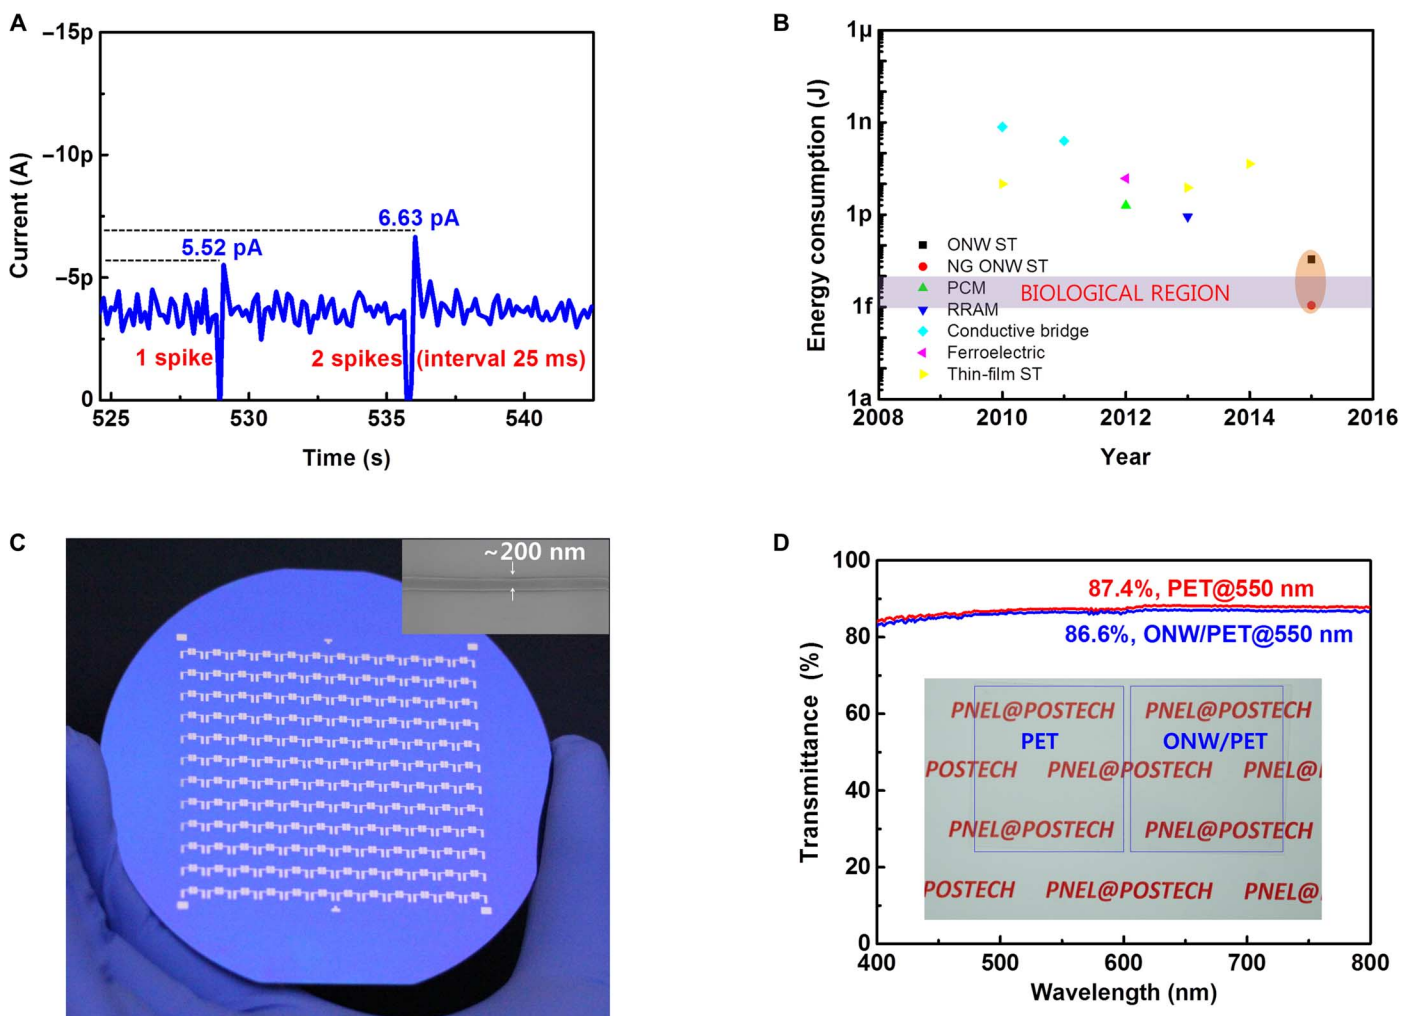 A
–15p
–10p
–5p
0
Current (A)
6.63 pA
5.52 pA
1 spike
2 spikes (interval 25 ms)
525
530
535
540
Time (s)
B
1µ
1n
1p
1f
1a
Energy consumption (J)
ONW ST
NG ONW ST
PCM
RRAM
Conductive bridge
Ferroelectric
Thin-film ST
BIOLOGICAL REGION
2008
2010
2012
2014
2016
Year
C
~200 nm
D
100
80
60
40
20
0
Transmittance (%)
87.4%, PET@550 nm
86.6%, ONW/PET@550 nm
PNEL@POSTECH PNEL@POSTECH
PET ONW/PET
POSTECH PNEL@POSTECH PNEL@
PNEL@POSTECH PNEL@POSTECH
POSTECH PNEL@POSTECH PNEL@
400
500
600
700
800
Wavelength (nm)